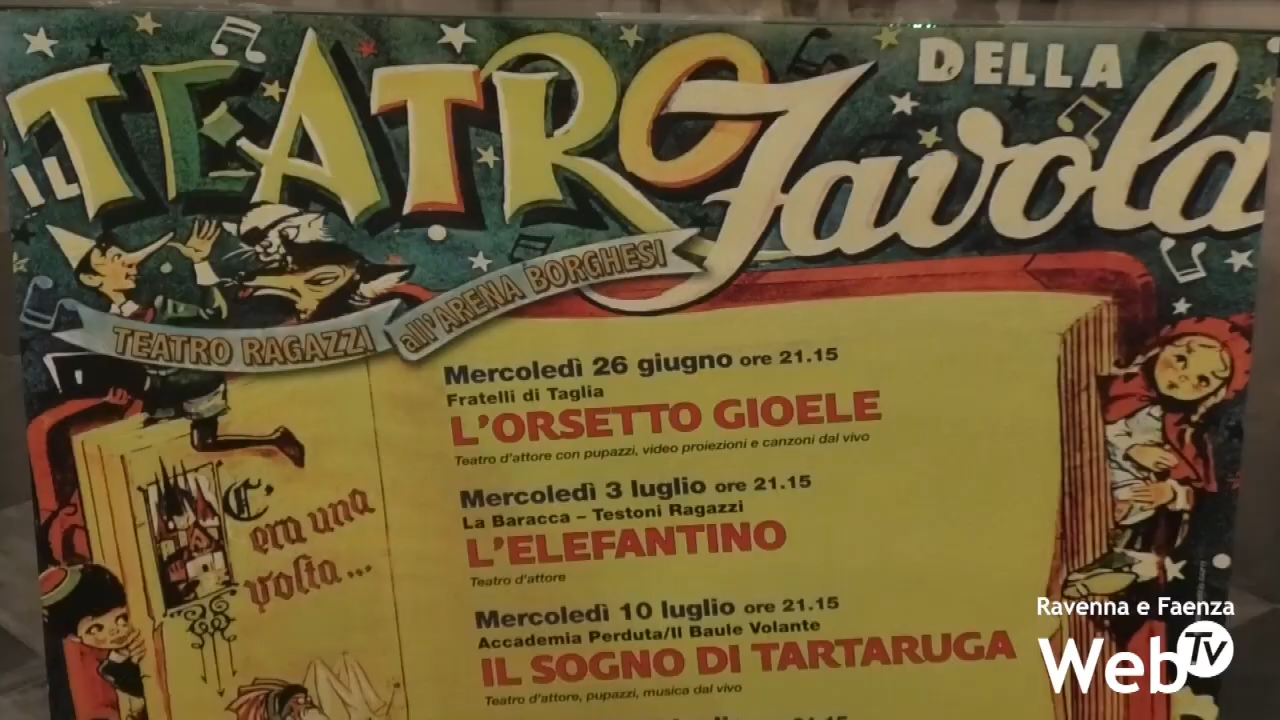 IL TEATRO DELLA Favola
TEATRO RAGAZZI all'ARENA BORGHESI
Mercoledì 26 giugno ore 21.15
Fratelli di Taglia
L'ORSETTO GIOELE
Teatro d'attore con pupazzi, video proiezioni e canzoni dal vivo
Mercoledì 3 luglio ore 21.15
La Baracca – Testoni Ragazzi
L'ELEFANTINO
Teatro d'attore
Mercoledì 10 luglio ore 21.15
Accademia Perduta/Il Baule Volante
IL SOGNO DI TARTARUGA
Teatro d'attore, pupazzi, musica dal vivo
C'
era una
volta...
Ravenna e Faenza
Web Tv